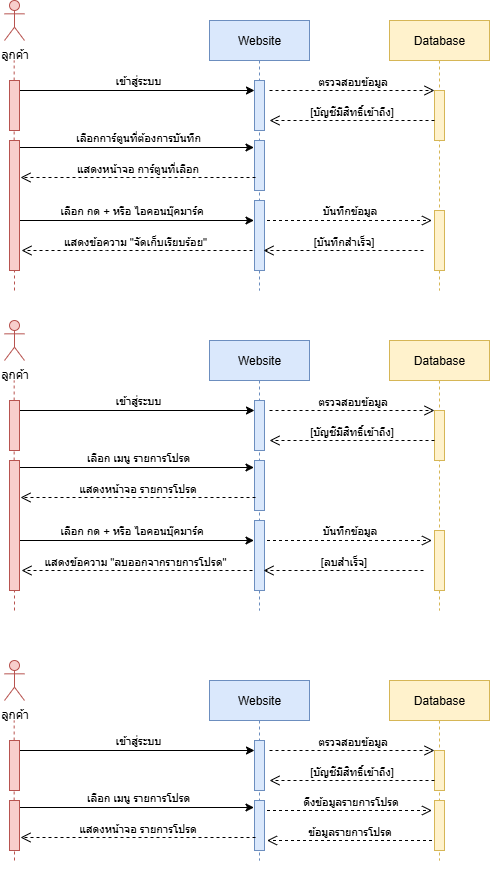 Website
Database
ลูกค้า
เข้าสู่ระบบ
ตรวจสอบข้อมูล
[บัญชีมีสิทธิ์เข้าถึง]
เลือกการ์ตูนที่ต้องการบันทึก
แสดงหน้าจอ การ์ตูนที่เลือก
เลือก กด + หรือ ไอคอนบุ๊คมาร์ค
บันทึกข้อมูล
แสดงข้อความ "จัดเก็บเรียบร้อย"
[บันทึกสำเร็จ]
Website
Database
ลูกค้า
เข้าสู่ระบบ
ตรวจสอบข้อมูล
[บัญชีมีสิทธิ์เข้าถึง]
เลือก เมนู รายการโปรด
แสดงหน้าจอ รายการโปรด
เลือก กด + หรือ ไอคอนบุ๊คมาร์ค
บันทึกข้อมูล
แสดงข้อความ "ลบออกจากรายการโปรด"
[ลบสำเร็จ]
Website
Database
ลูกค้า
เข้าสู่ระบบ
ตรวจสอบข้อมูล
[บัญชีมีสิทธิ์เข้าถึง]
เลือก เมนู รายการโปรด
ดึงข้อมูลรายการโปรด
แสดงหน้าจอ รายการโปรด
ข้อมูลรายการโปรด